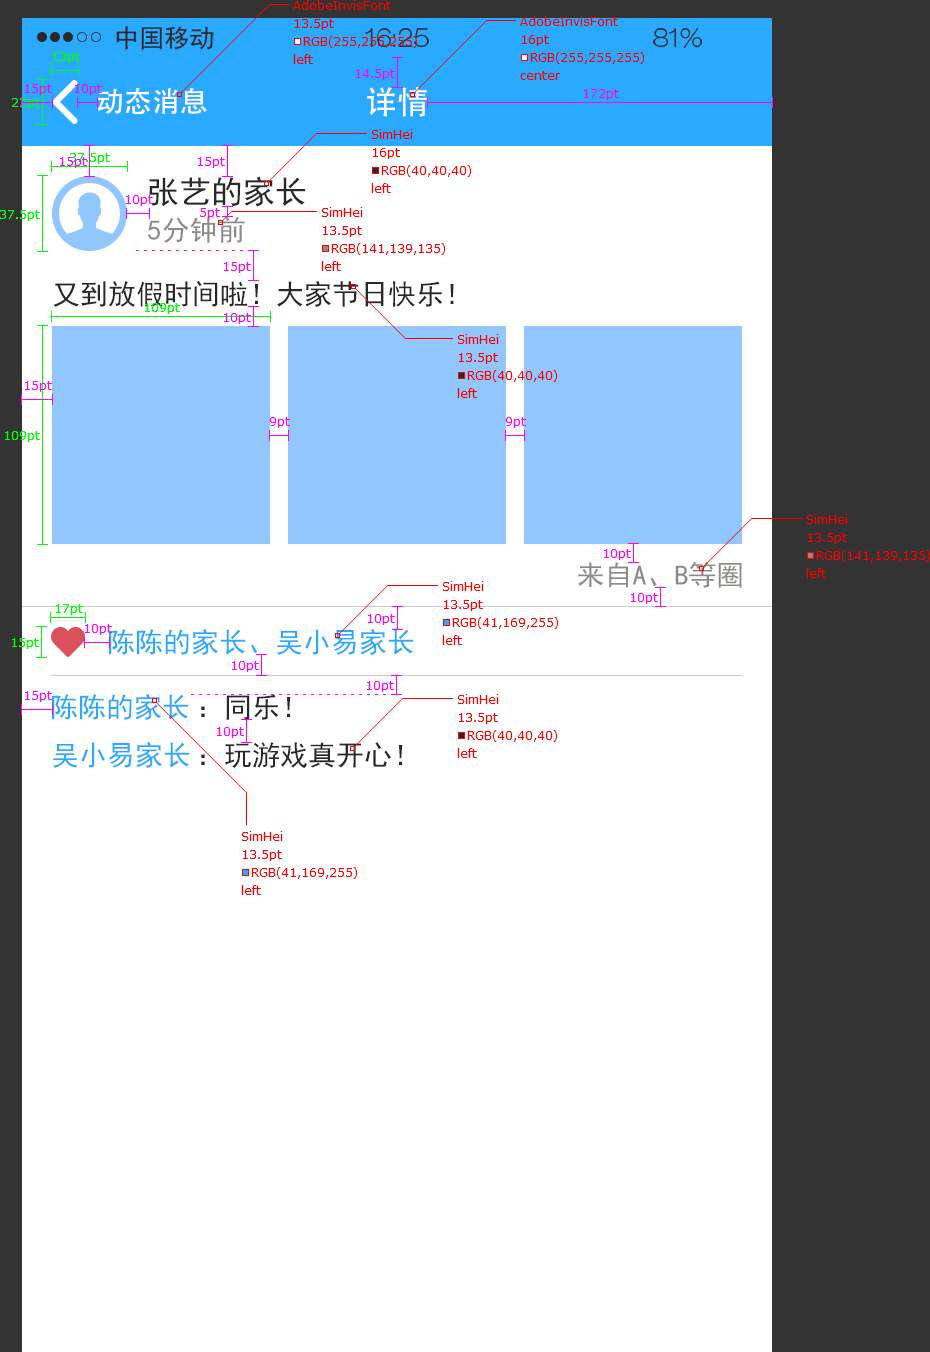 AdobeInvisFont
13.5pt
RGB(255,255,255)
left
AdobeInvisFont
16pt
RGB(255,255,255)
center
中国移动
16:25
81%
13pt
14.5pt
15pt
10pt
172pt
动态消息
详情
SimHei
16pt
RGB(40,40,40)
left
37.5pt
15pt
15pt
张艺的家长
10pt
5pt
37.5pt
5分钟前
SimHei
13.5pt
RGB(141,139,135)
left
15pt
又到放假时间啦！大家节日快乐！
109pt
10pt
SimHei
13.5pt
RGB(40,40,40)
left
15pt
9pt
9pt
109pt
SimHei
13.5pt
RGB(141,139,135)
left
10pt
来自A、B等圈
10pt
SimHei
13.5pt
RGB(41,169,255)
left
17pt
10pt
15pt
10pt
陈陈的家长、吴小易家长
10pt
10pt
15pt
陈陈的家长：同乐！
SimHei
13.5pt
RGB(40,40,40)
left
10pt
吴小易家长：玩游戏真开心！
SimHei
13.5pt
RGB(41,169,255)
left